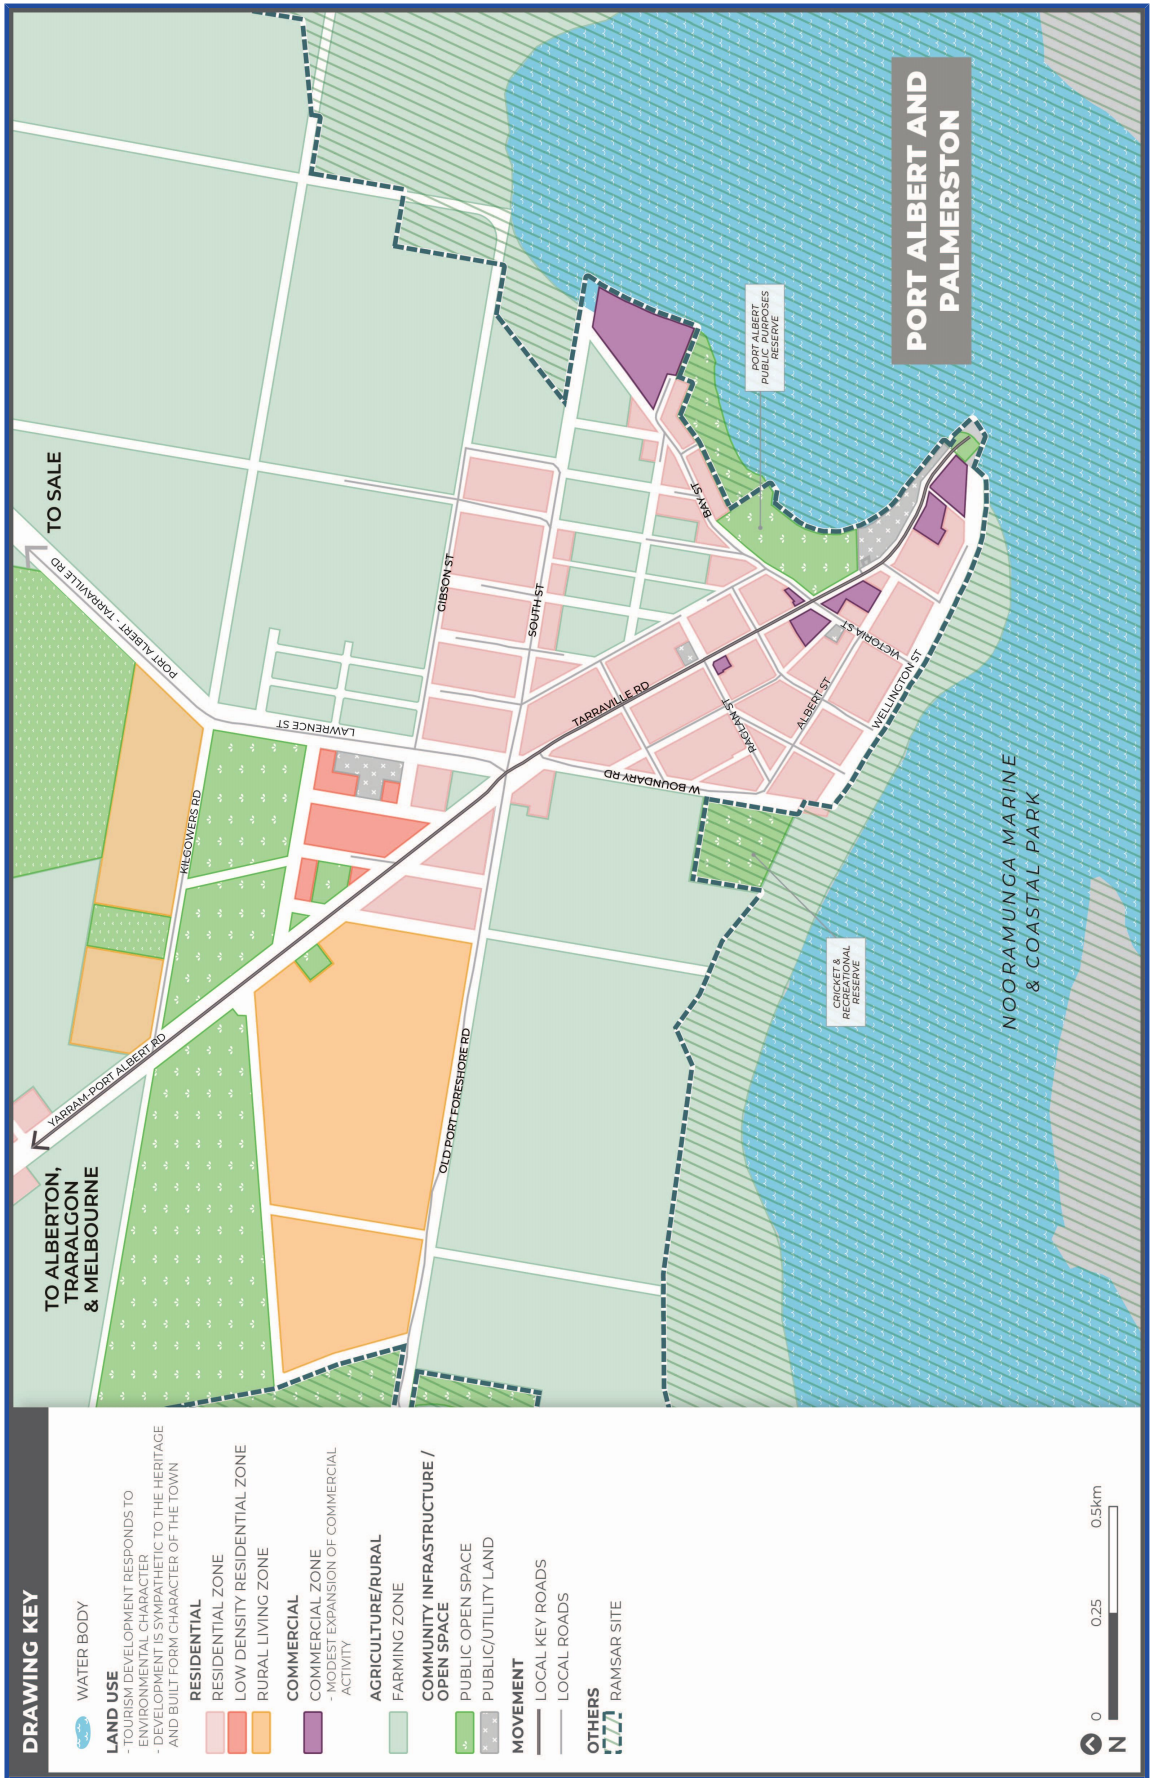 DRAWING KEY
WATER BODY
LAND USE
- TOURISM DEVELOPMENT RESPONDS TO
ENVIRONMENTAL CHARACTER
- DEVELOPMENT IS SYMPATHETIC TO THE HERITAGE
AND BUILT FORM CHARACTER OF THE TOWN
RESIDENTIAL
RESIDENTIAL ZONE
LOW DENSITY RESIDENTIAL ZONE
RURAL LIVING ZONE
COMMERCIAL
COMMERCIAL ZONE
- MODEST EXPANSION OF COMMERCIAL
ACTIVITY
AGRICULTURE/RURAL
FARMING ZONE
COMMUNITY INFRASTRUCTURE /
OPEN SPACE
PUBLIC OPEN SPACE
PUBLIC/UTILITY LAND
MOVEMENT
LOCAL KEY ROADS
LOCAL ROADS
OTHERS
RAMSAR SITE
N
0
0.25
0.5km
TO ALBERTON,
TRARALGON
& MELBOURNE
YARRAM-PORT ALBERT RD
KILGOWERS RD
PORT ALBERT - TARRAVILLE RD
TO SALE
LAWRENCE ST
GIBSON ST
SOUTH ST
OLD PORT FORESHORE RD
TARRAVILLE RD
W BOUNDARY RD
BAY ST
RAGLAN ST
ALBERT ST
VICTORIA ST
WELLINGTON ST
PORT ALBERT
PUBLIC PURPOSES
RESERVE
CRICKET &
RECREATIONAL
RESERVE
NOORAMUNGA MARINE
& COASTAL PARK
PORT ALBERT AND
PALMERSTON